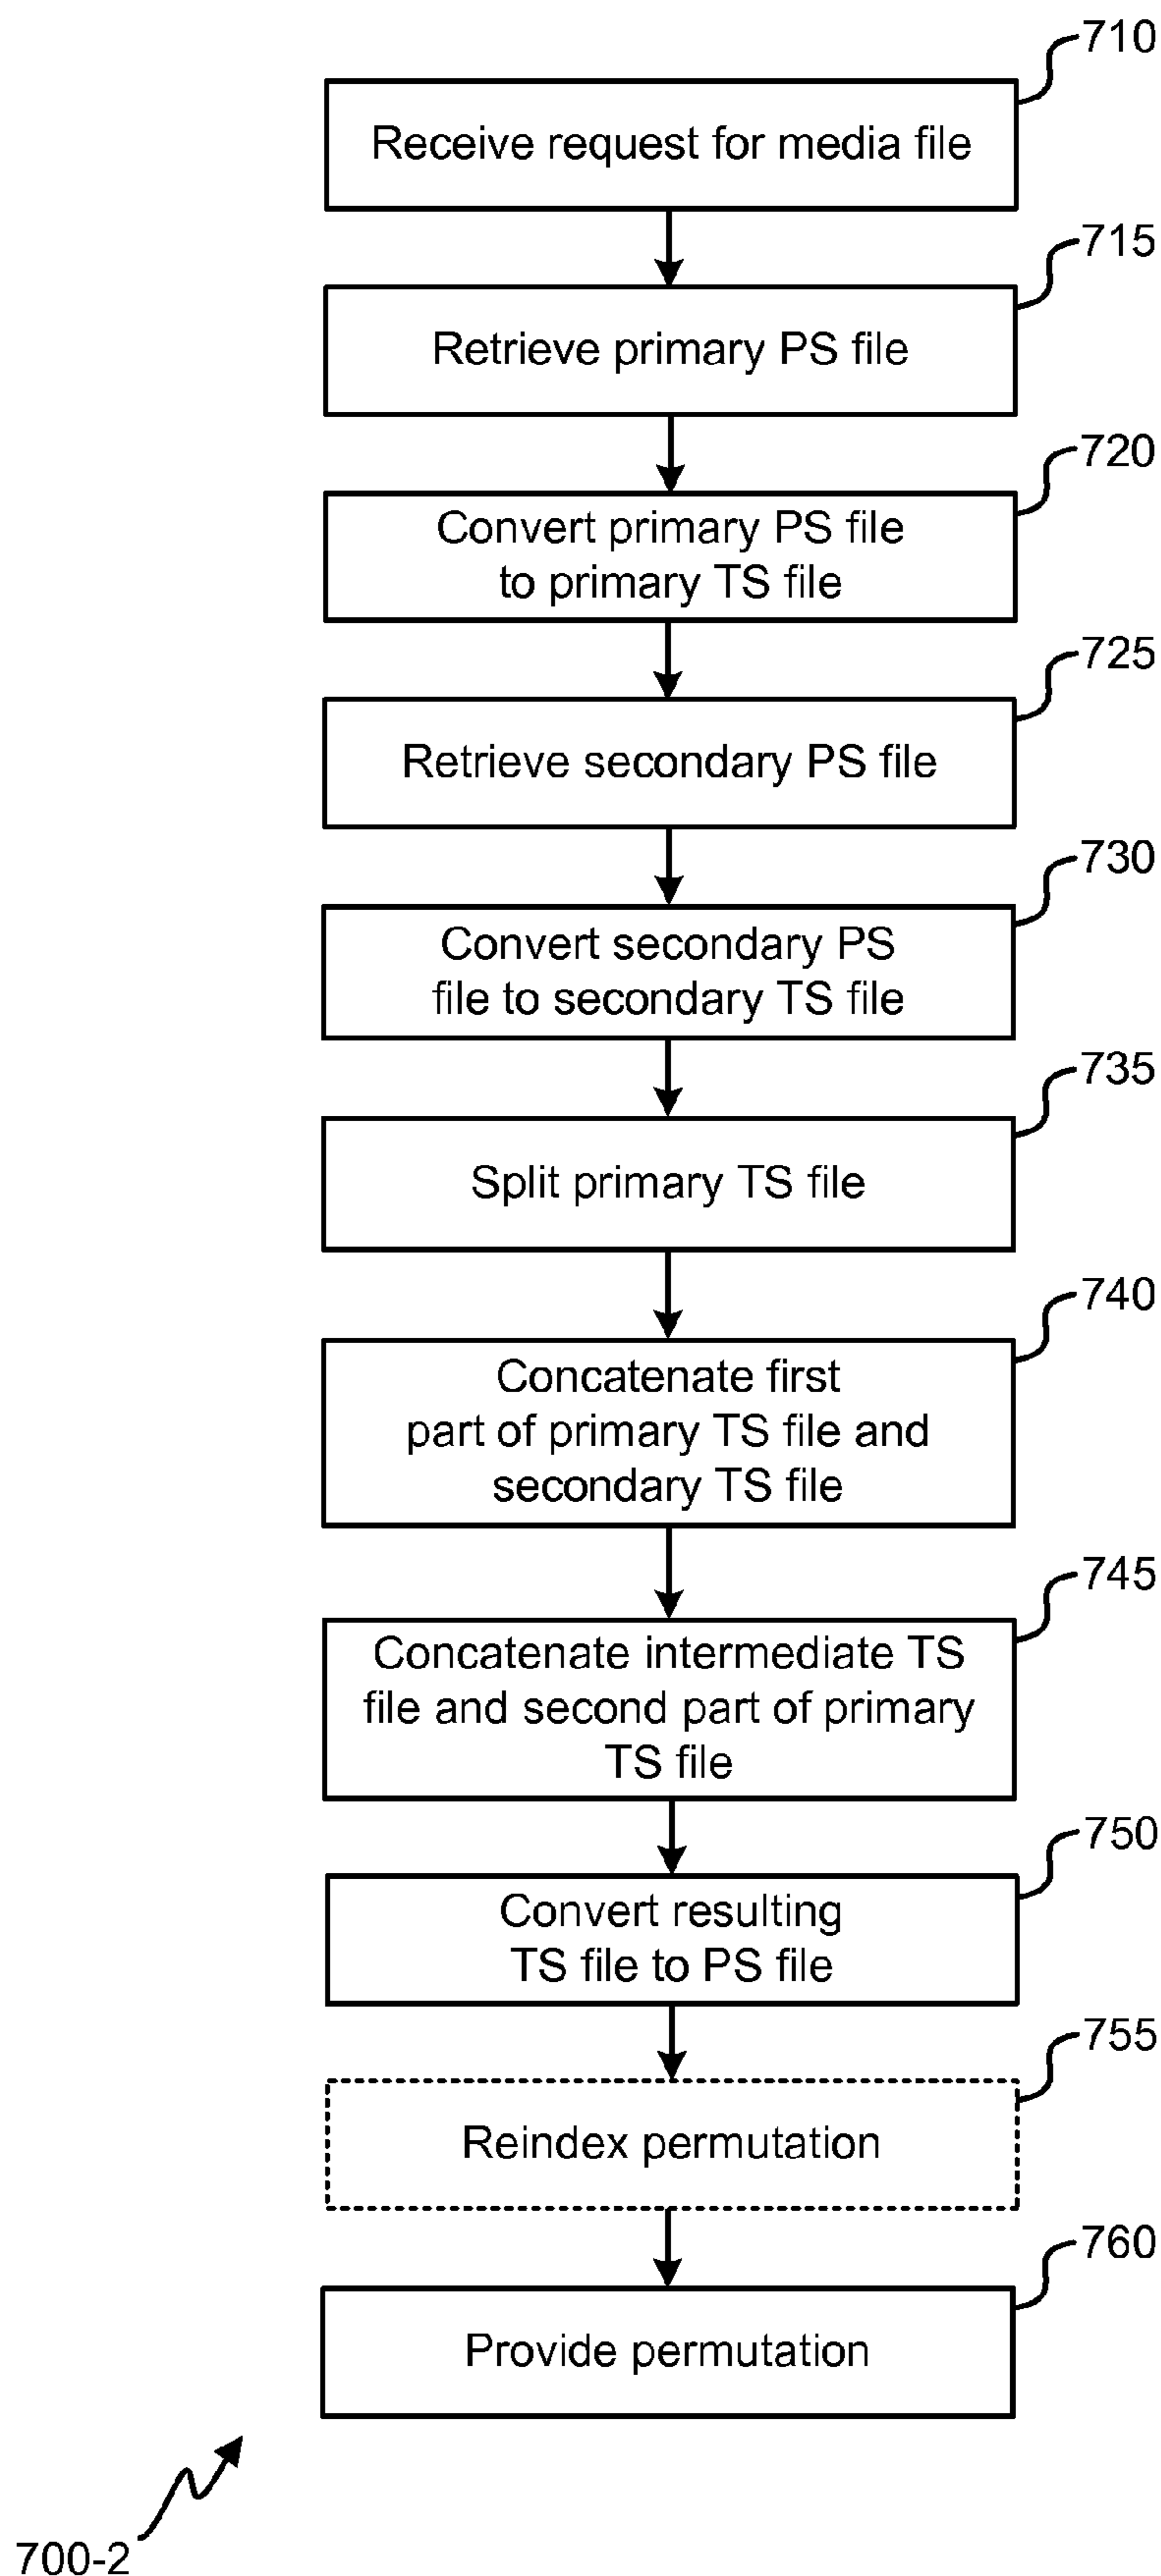 710
Receive request for media file
715
Retrieve primary PS file
720
Convert primary PS file
to primary TS file
725
Retrieve secondary PS file
730
Convert secondary PS
file to secondary TS file
735
Split primary TS file
740
Concatenate first
part of primary TS file and
secondary TS file
745
Concatenate intermediate TS
file and second part of primary
TS file
750
Convert resulting
TS file to PS file
755
Reindex permutation
760
Provide permutation
700-2